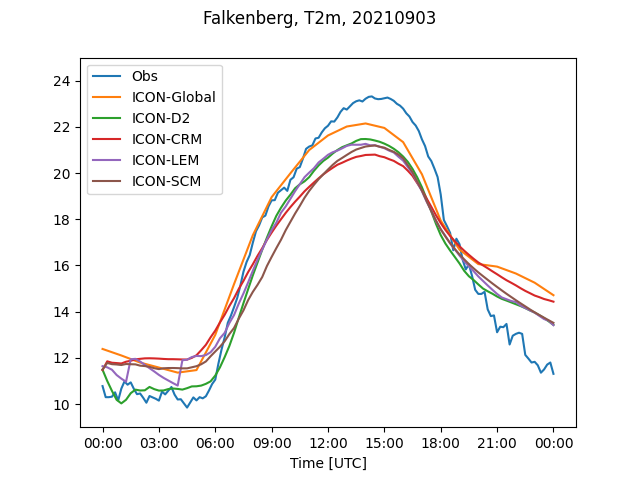 Falkenberg, T2m, 20210903
24
22
20
18
16
14
12
10
Obs
ICON-Global
ICON-D2
ICON-CRM
ICON-LEM
ICON-SCM
00:00 03:00 06:00 09:00 12:00 15:00 18:00 21:00 00:00
Time [UTC]